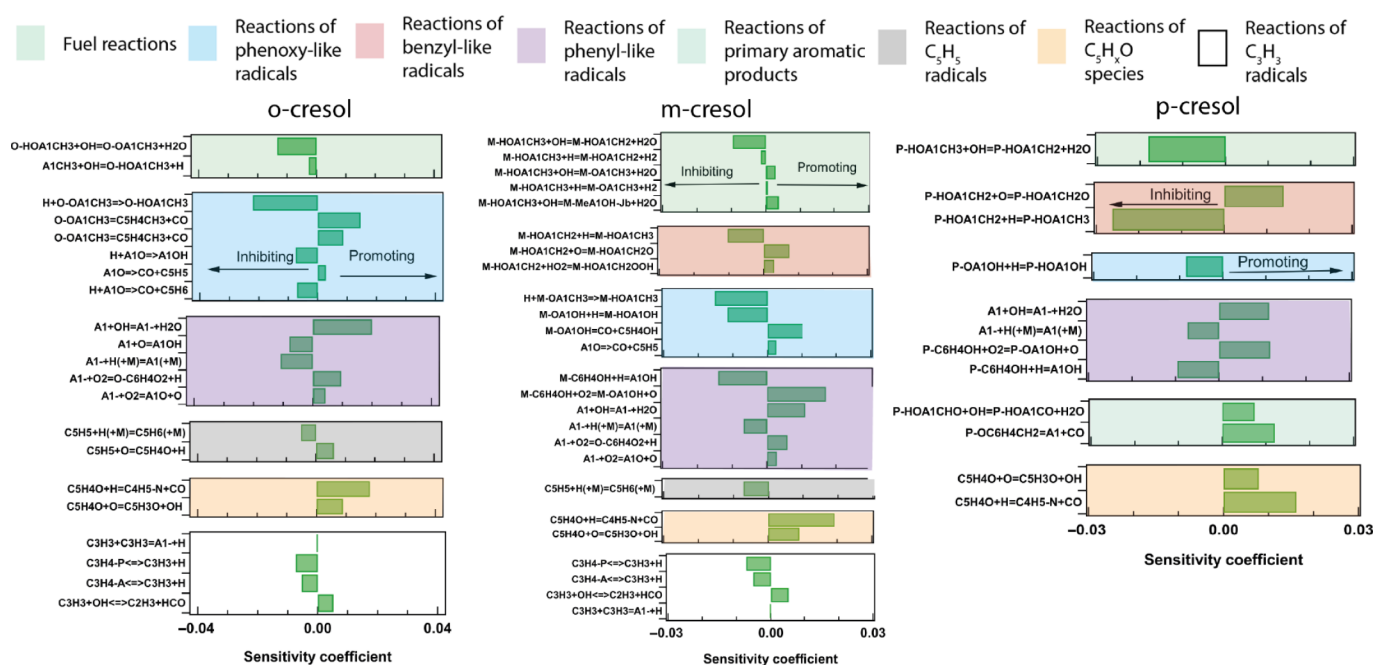 Fuel reactions
Reactions of
phenoxy-like
radicals
Reactions of
benzyl-like
radicals
Reactions of
phenyl-like
radicals
Reactions of
primary aromatic
products
Reactions of
C₅H₅
radicals
Reactions of
C₅HₓO
species
Reactions of
C₃H₃
radicals
o-cresol
O-HOA1CH3+OH=O-OA1CH3+H2O
A1CH3+OH=O-HOA1CH3+H
H+O-OA1CH3=>O-HOA1CH3
O-OA1CH3=C5H4CH3+CO
O-OA1CH3=C5H4CH3+CO
H+A1O=>A1OH
A1O=>CO+C5H5
H+A1O=>CO+C5H6
Inhibiting
Promoting
A1+OH=A1-+H2O
A1+O=A1OH
A1-+H(+M)=A1(+M)
A1-+O2=O-C6H4O2+H
A1-+O2=A1O+O
C5H5+H(+M)=C5H6(+M)
C5H5+O=C5H4O+H
C5H4O+H=C4H5-N+CO
C5H4O+O=C5H3O+OH
C3H3+C3H3=A1-+H
C3H4-P<=>C3H3+H
C3H4-A<=>C3H3+H
C3H3+OH<=>C2H3+HCO
−0.04 0.00 0.04
Sensitivity coefficient
m-cresol
M-HOA1CH3+OH=M-HOA1CH2+H2O
M-HOA1CH3+H=M-HOA1CH2+H2
M-HOA1CH3+OH=M-OA1CH3+H2O
M-HOA1CH3+H=M-OA1CH3+H2
M-HOA1CH3+OH=M-MeA1OH-Jb+H2O
Inhibiting
Promoting
M-HOA1CH2+H=M-HOA1CH3
M-HOA1CH2+O=M-HOA1CH2O
M-HOA1CH2+HO2=M-HOA1CH2OOH
H+M-OA1CH3=>M-HOA1CH3
M-OA1OH+H=M-HOA1OH
M-OA1OH=CO+C5H4OH
A1O=>CO+C5H5
M-C6H4OH+H=A1OH
M-C6H4OH+O2=M-OA1OH+O
A1+OH=A1-+H2O
A1-+H(+M)=A1(+M)
A1-+O2=O-C6H4O2+H
A1-+O2=A1O+O
C5H5+H(+M)=C5H6(+M)
C5H4O+H=C4H5-N+CO
C5H4O+O=C5H3O+OH
C3H4-P<=>C3H3+H
C3H4-A<=>C3H3+H
C3H3+OH<=>C2H3+HCO
C3H3+C3H3=A1-+H
−0.03 0.00 0.03
Sensitivity coefficient
p-cresol
P-HOA1CH3+OH=P-HOA1CH2+H2O
P-HOA1CH2+O=P-HOA1CH2O
P-HOA1CH2+H=P-HOA1CH3
Inhibiting
P-OA1OH+H=P-HOA1OH
Promoting
A1+OH=A1-+H2O
A1-+H(+M)=A1(+M)
P-C6H4OH+O2=P-OA1OH+O
P-C6H4OH+H=A1OH
P-HOA1CHO+OH=P-HOA1CO+H2O
P-OC6H4CH2=A1+CO
C5H4O+O=C5H3O+OH
C5H4O+H=C4H5-N+CO
−0.03 0.00 0.03
Sensitivity coefficient